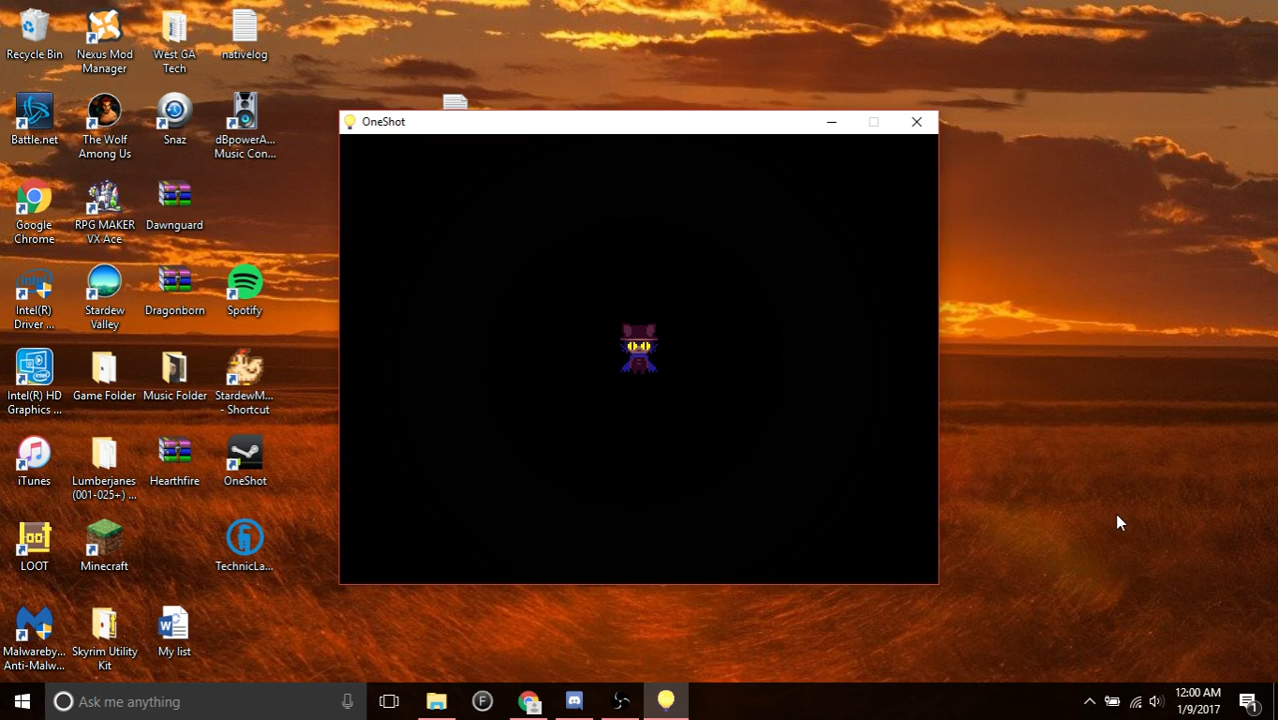 Recycle Bin
Nexus Mod
Manager
West GA
Tech
nativelog
Battle.net
The Wolf
Among Us
Snaz
dBpowerA...
Music Con...
Google
Chrome
RPG MAKER
VX Ace
Dawnguard
Intel(R)
Driver ...
Stardew
Valley
Dragonborn
Spotify
Intel(R) HD
Graphics ...
Game Folder
Music Folder
StardewM...
- Shortcut
iTunes
Lumberjanes
(001-025+) ...
Hearthfire
OneShot
LOOT
Minecraft
TechnicLa...
Malwareby...
Anti-Malw...
Skyrim Utility
Kit
My list
OneShot
Ask me anything
12:00 AM
1/9/2017
1